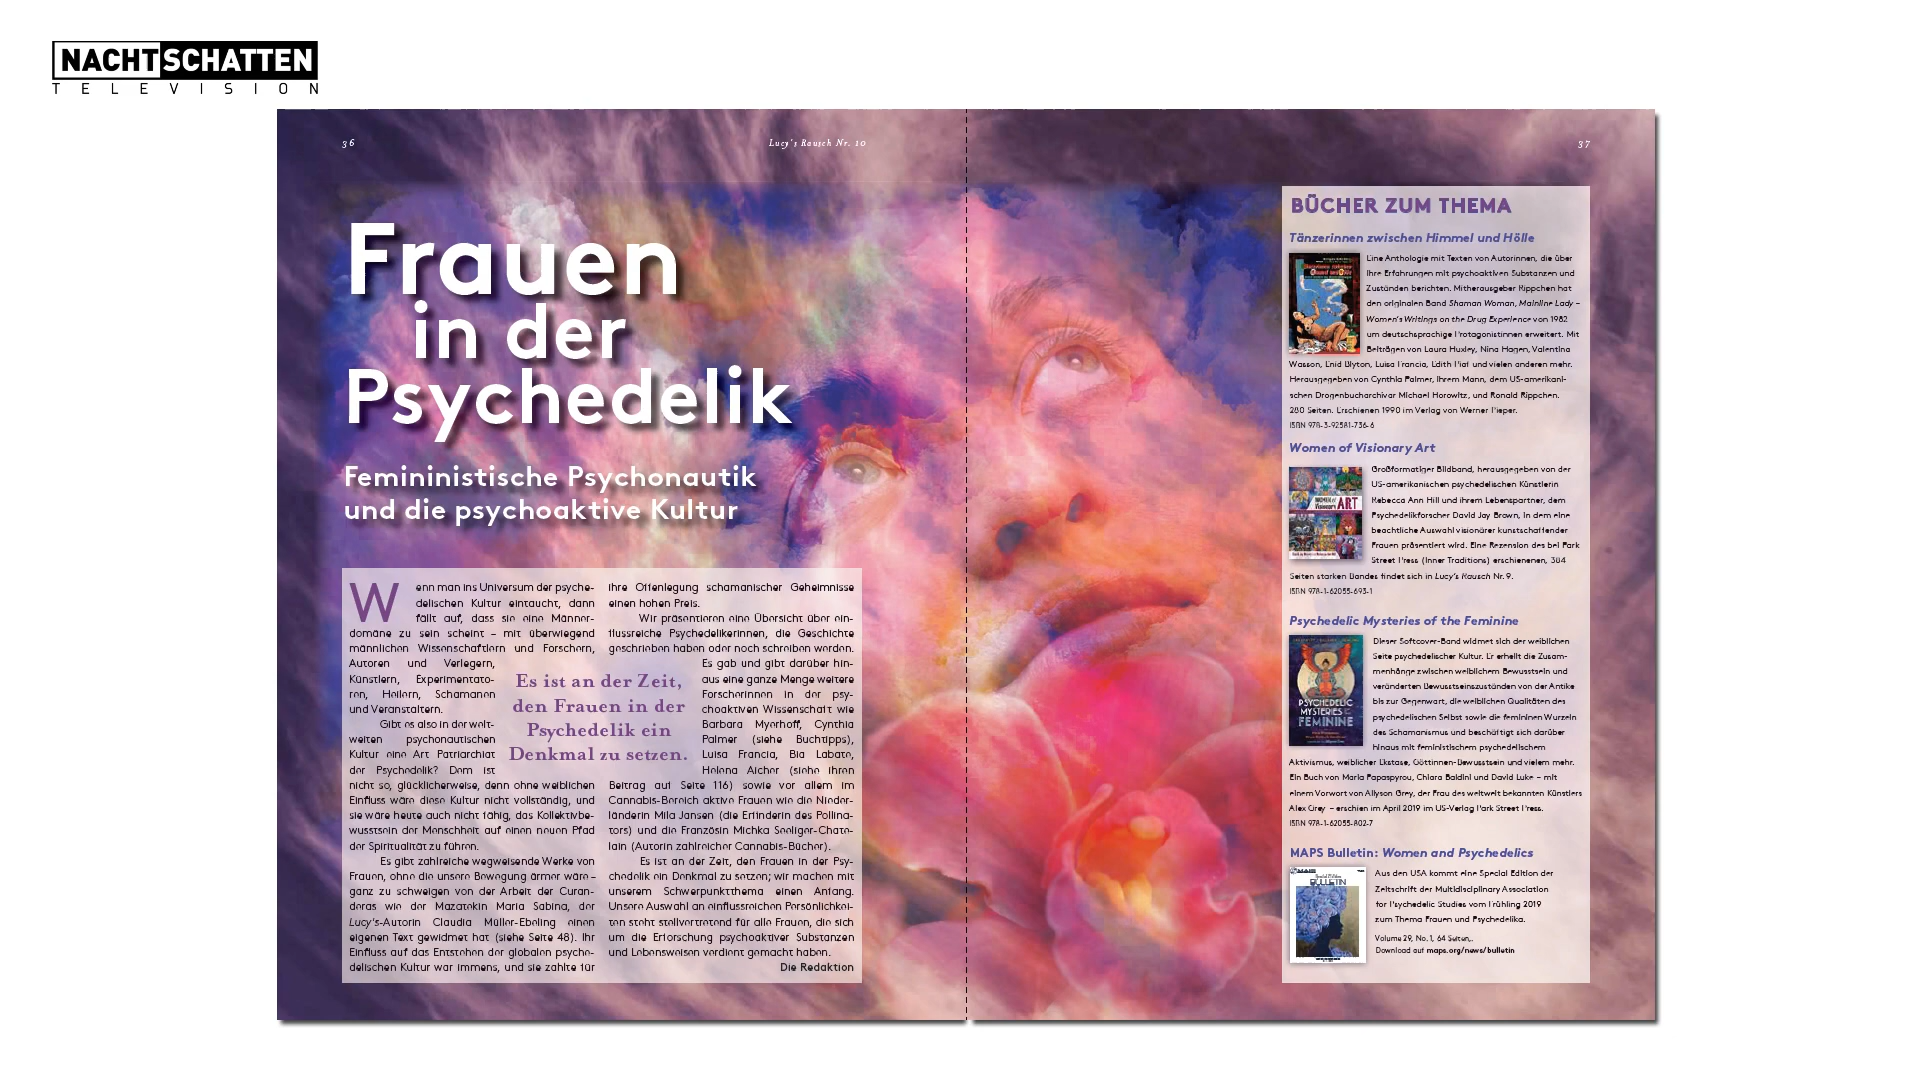 NACHTSCHATTEN
TELEVISION
36
Lucy's Rausch Nr. 10
Frauen
in der
Psychedelik
Femininistische Psychonautik
und die psychoaktive Kultur
Wenn man ins Universum der psyche-
delischen Kultur eintaucht, dann
fällt auf, dass sie eine Männer-
domäne zu sein scheint – mit überwiegend
männlichen Wissenschaftlern und Forschern,
Autoren und Verlegern,
Künstlern, Experimentato-
ren, Heilern, Schamanen
und Veranstaltern.
Gibt es also in der welt-
weiten psychonautischen
Kultur eine Art Patriarchat
der Psychedelik? Dem ist
nicht so, glücklicherweise, denn ohne weiblichen
Einfluss wäre diese Kultur nicht vollständig, und
sie wäre heute auch nicht fähig, das Kollektivbe-
wusstsein der Menschheit auf einen neuen Pfad
der Spiritualität zu führen.
Es gibt zahlreiche wegweisende Werke von
Frauen, ohne die unsere Bewegung ärmer wäre –
ganz zu schweigen von der Arbeit der Curan-
deras wie der Mazatekin Maria Sabina, der
Lucy's-Autorin Claudia Müller-Ebeling einen
eigenen Text gewidmet hat (siehe Seite 48). Ihr
Einfluss auf das Entstehen der globalen psyche-
delischen Kultur war immens, und sie zahlte für
ihre Offenlegung schamanischer Geheimnisse
einen hohen Preis.
Wir präsentieren eine Übersicht über ein-
flussreiche Psychedelikerinnen, die Geschichte
geschrieben haben oder noch schreiben werden.
Es gab und gibt darüber hin-
aus eine ganze Menge weitere
Forscherinnen in der psy-
choaktiven Wissenschaft wie
Barbara Myerhoff, Cynthia
Palmer (siehe Buchtipps),
Luisa Francia, Bia Labate,
Helena Aicher (siehe ihren
Beitrag auf Seite 116) sowie vor allem im
Cannabis-Bereich aktive Frauen wie die Nieder-
länderin Mila Jansen (die Erfinderin des Pollina-
tors) und die Französin Michka Seeliger-Chate-
lain (Autorin zahlreicher Cannabis-Bücher).
Es ist an der Zeit, den Frauen in der Psy-
chedelik ein Denkmal zu setzen; wir machen mit
unserem Schwerpunktthema einen Anfang.
Unsere Auswahl an einflussreichen Persönlichkei-
ten steht stellvertretend für alle Frauen, die sich
um die Erforschung psychoaktiver Substanzen
und Lebensweisen verdient gemacht haben.
Die Redaktion
Es ist an der Zeit,
den Frauen in der
Psychedelik ein
Denkmal zu setzen.
37
BÜCHER ZUM THEMA
Tänzerinnen zwischen Himmel und Hölle
Eine Anthologie mit Texten von Autorinnen, die über
ihre Erfahrungen mit psychoaktiven Substanzen und
Zuständen berichten. Mitherausgeber Rippchen hat
den originalen Band Shaman Woman, Mainline Lady –
Women's Writings on the Drug Experience von 1982
um deutschsprachige Protagonistinnen erweitert. Mit
Beiträgen von Laura Huxley, Nina Hagen, Valentina
Wasson, Enid Blyton, Luisa Francia, Edith Piaf und vielen anderen mehr.
Herausgegeben von Cynthia Palmer, ihrem Mann, dem US-amerikani-
schen Drogenbucharchivar Michael Horowitz, und Ronald Rippchen.
280 Seiten. Erschienen 1990 im Verlag von Werner Pieper.
ISBN 978-3-92581-736-6
Women of Visionary Art
Großformatiger Bildband, herausgegeben von der
US-amerikanischen psychedelischen Künstlerin
Rebecca Ann Hill und ihrem Lebenspartner, dem
Psychedelikforscher David Jay Brown, in dem eine
beachtliche Auswahl visionärer kunstschaffender
Frauen präsentiert wird. Eine Rezension des bei Park
Street Press (Inner Traditions) erschienenen, 384
Seiten starken Bandes findet sich in Lucy's Rausch Nr. 9.
ISBN 978-1-62055-693-1
Psychedelic Mysteries of the Feminine
PSYCHEDELIC
MYSTERIES
FEMININE
Dieser Softcover-Band widmet sich der weiblichen
Seite psychedelischer Kultur. Er erhellt die Zusam-
menhänge zwischen weiblichem Bewusstsein und
veränderten Bewusstseinszuständen von der Antike
bis zur Gegenwart, die weiblichen Qualitäten des
psychedelischen Selbst sowie die femininen Wurzeln
des Schamanismus und beschäftigt sich darüber
hinaus mit feministischem psychedelischem
Aktivismus, weiblicher Ekstase, Göttinnen-Bewusstsein und vielem mehr.
Ein Buch von Maria Papaspyrou, Chiara Baldini und David Luke – mit
einem Vorwort von Allyson Grey, der Frau des weltweit bekannten Künstlers
Alex Grey – erschien im April 2019 im US-Verlag Park Street Press.
ISBN 978-1-62055-802-7
MAPS Bulletin: Women and Psychedelics
BULLETIN
Aus den USA kommt eine Special Edition der
Zeitschrift der Multidisciplinary Association
for Psychedelic Studies vom Frühling 2019
zum Thema Frauen und Psychedelika.
Volume 29, No. 1, 64 Seiten,.
Download auf maps.org/news/bulletin